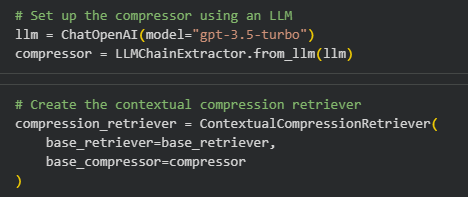 # Set up the compressor using an LLM
llm = ChatOpenAI(model="gpt-3.5-turbo")
compressor = LLMChainExtractor.from_llm(llm)
# Create the contextual compression retriever
compression_retriever = ContextualCompressionRetriever(
    base_retriever=base_retriever,
    base_compressor=compressor
)